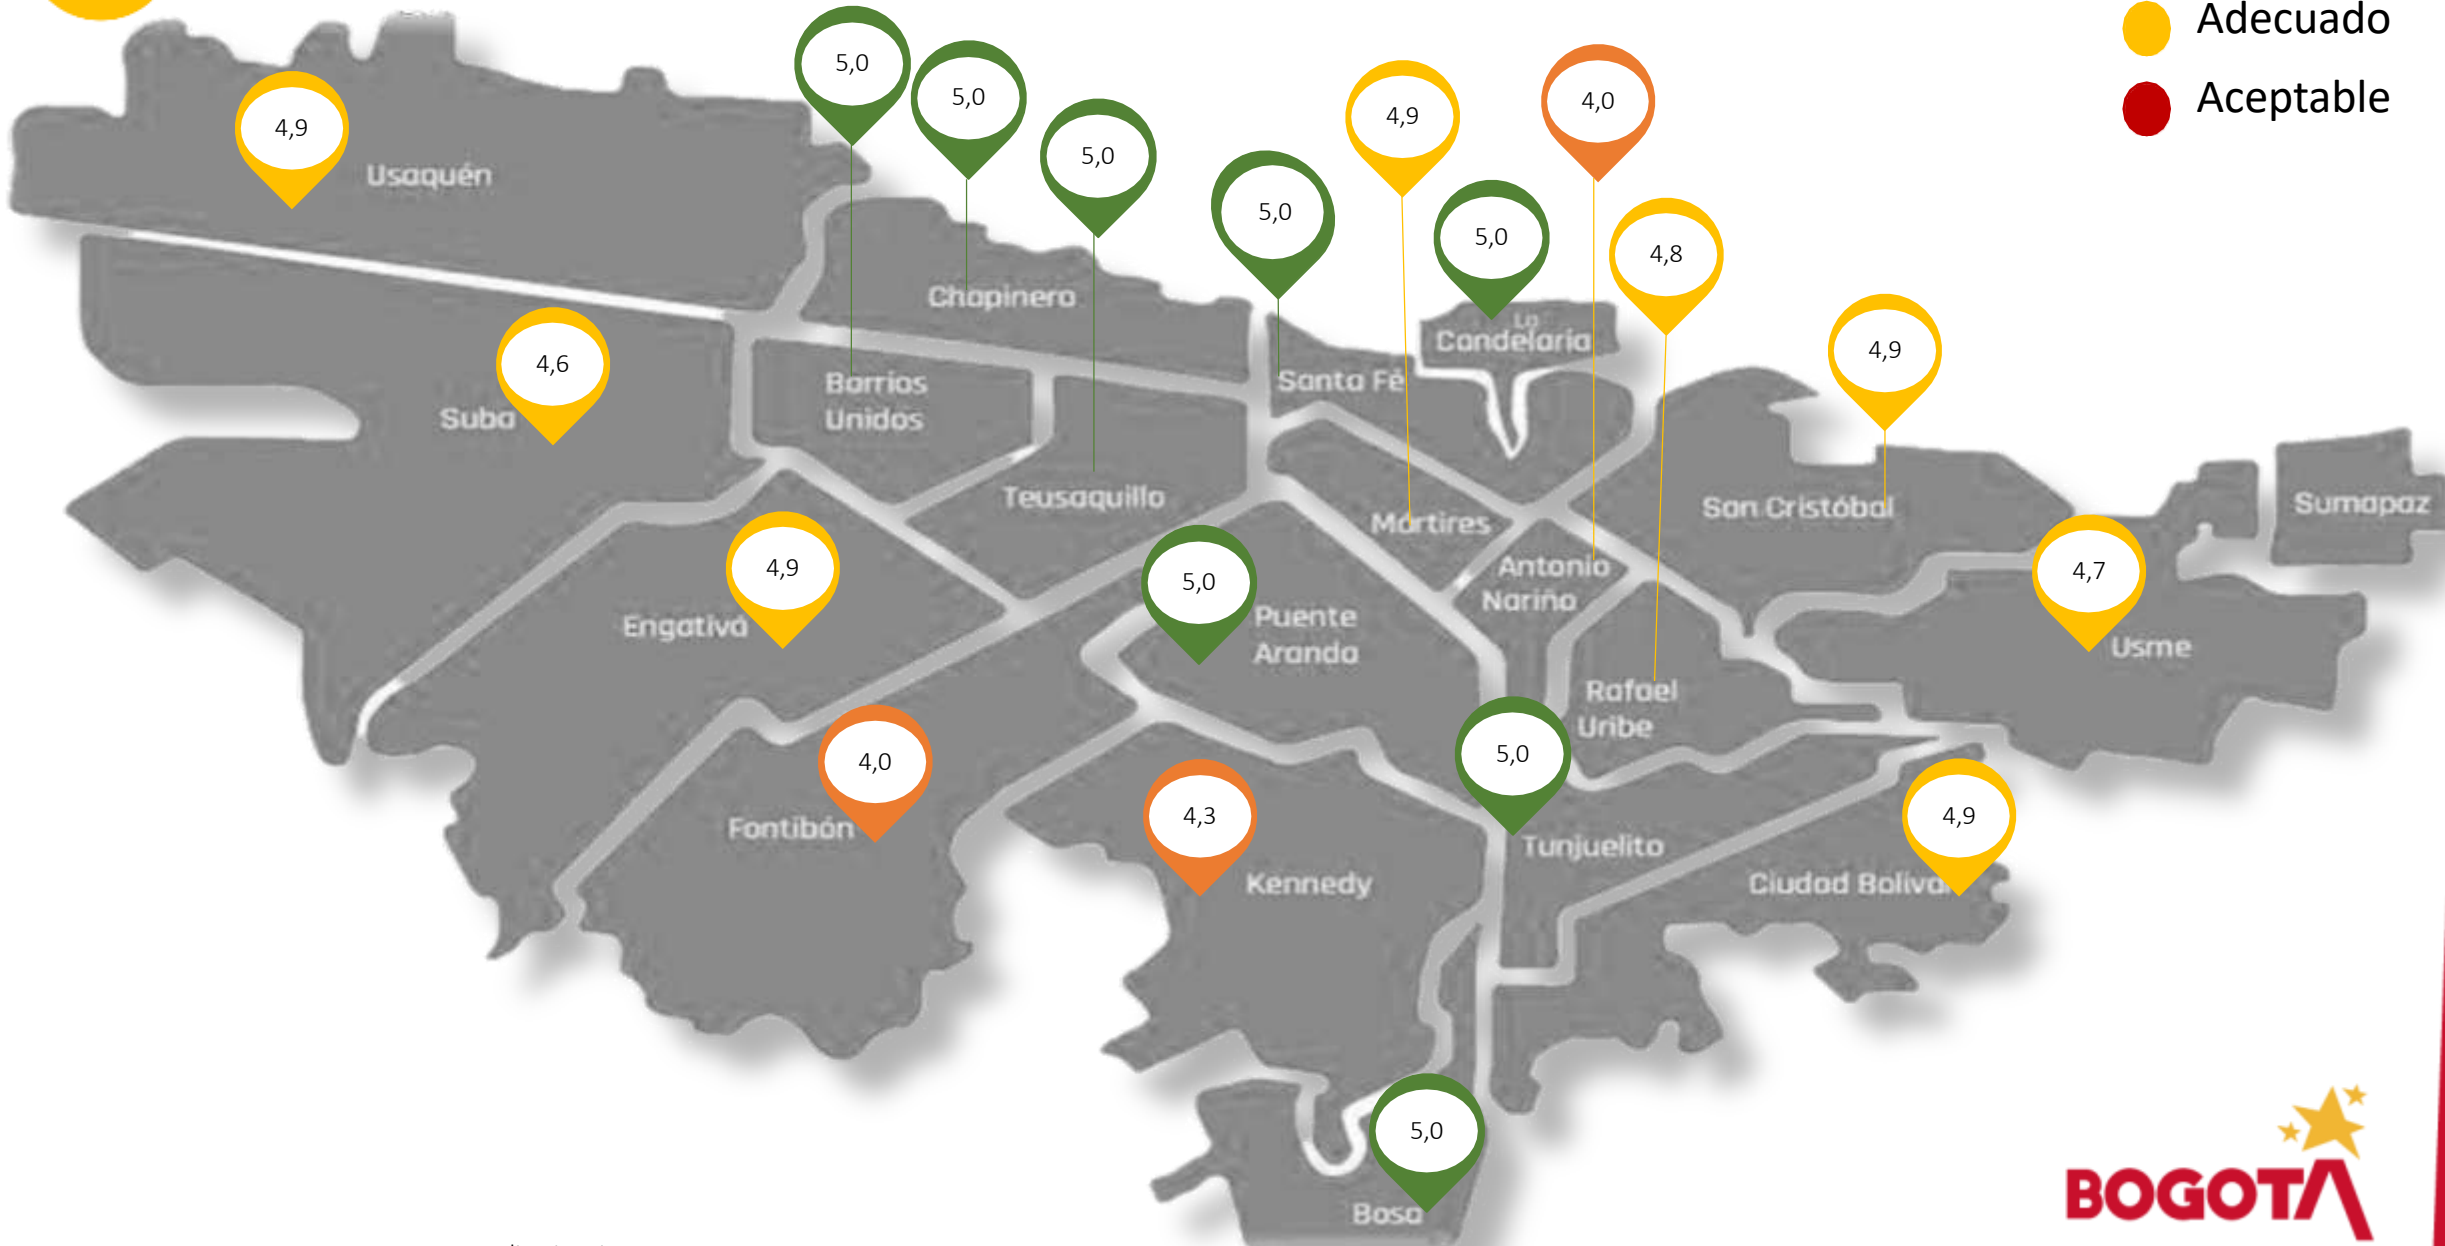 Adecuado
Aceptable
5,0
5,0
4,9
4,0
4,9
5,0
Usaquén
5,0
5,0
4,8
Chapinero
La
Candelaria
4,9
4,6
Barrios
Unidos
Santa Fé
Suba
Teusaquillo
Mártires
San Cristóbal
Sumapaz
4,9
5,0
Antonio
Nariño
4,7
Engativá
Puente
Aranda
Usme
Rafael
Uribe
4,0
5,0
Fontibón
4,3
Tunjuelito
4,9
Kennedy
Ciudad Boliva
5,0
Bosa
BOGOTA